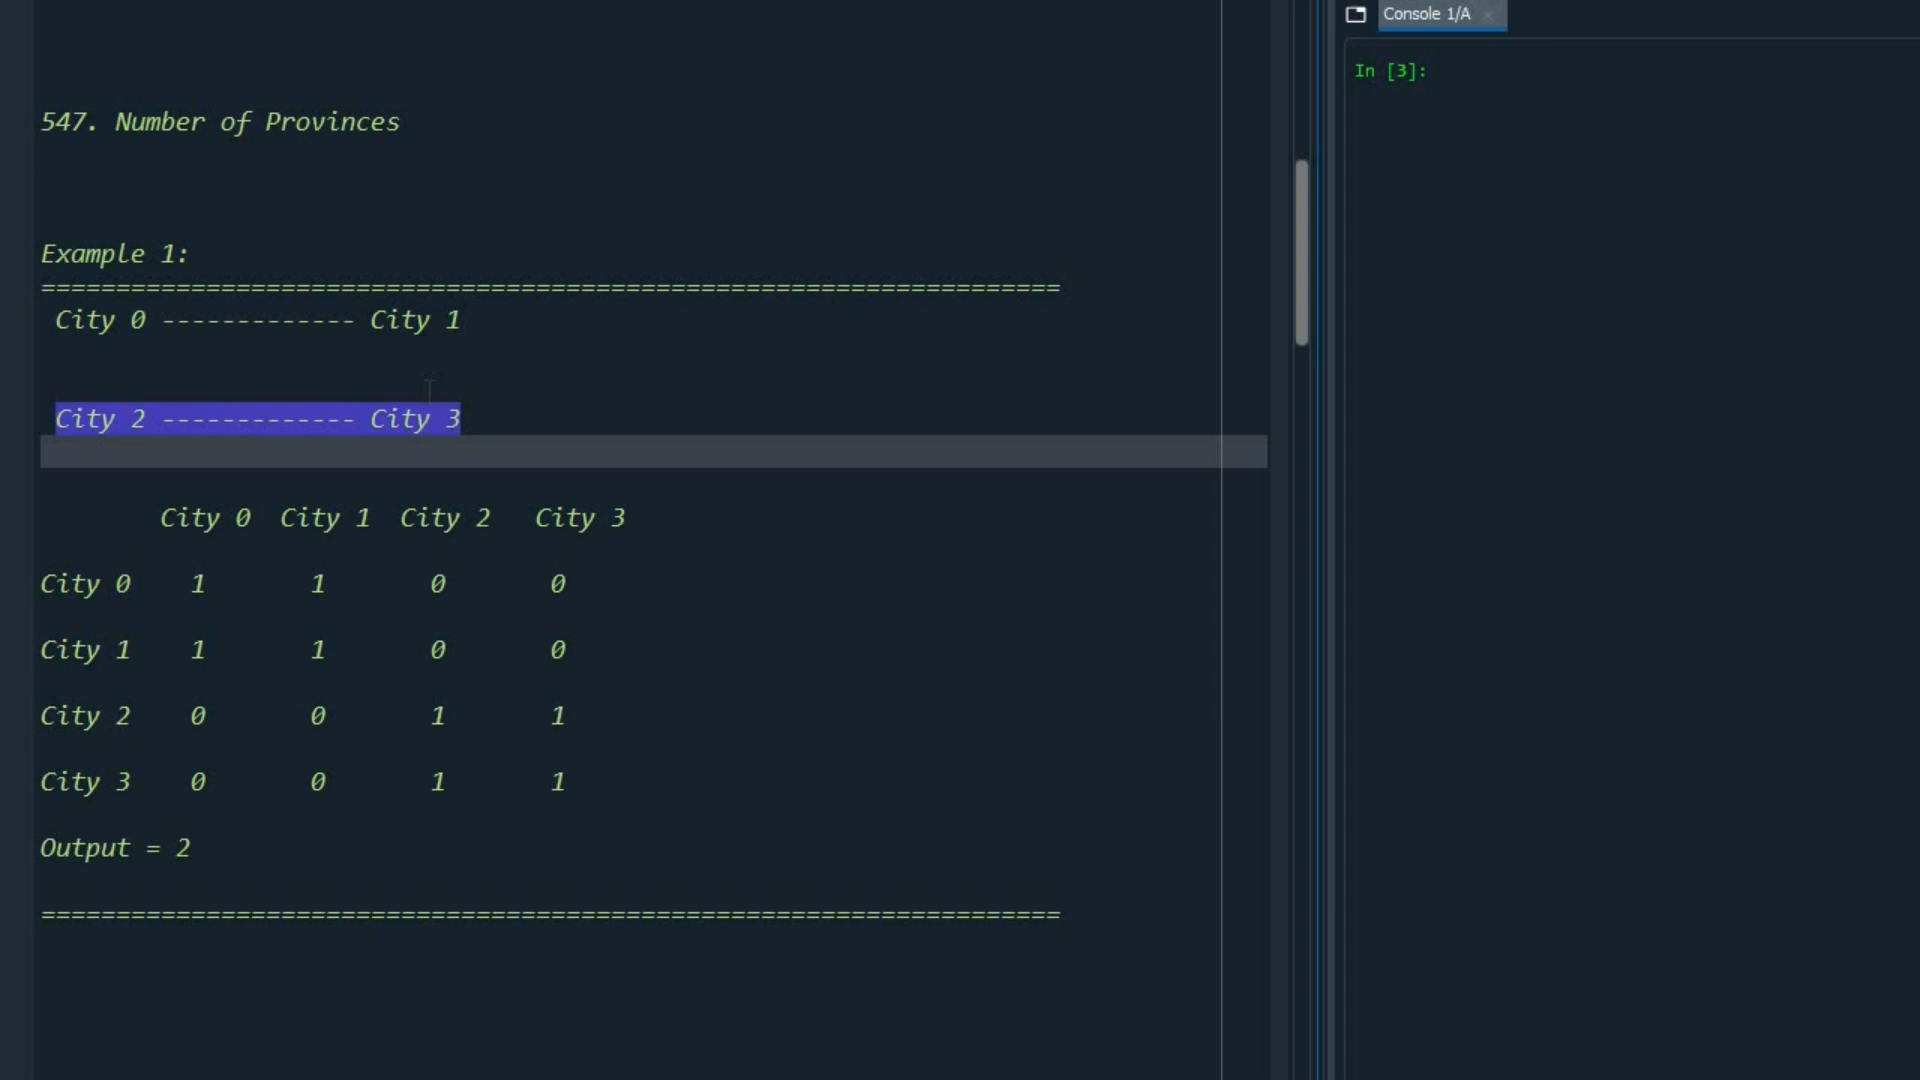 547. Number of Provinces
Example 1:
====================================================================
City 0 ------------- City 1
City 2 ------------- City 3
City 0 City 1 City 2 City 3
City 0 1 1 0 0
City 1 1 1 0 0
City 2 0 0 1 1
City 3 0 0 1 1
Output = 2
====================================================================
Console 1/A
In [3]: